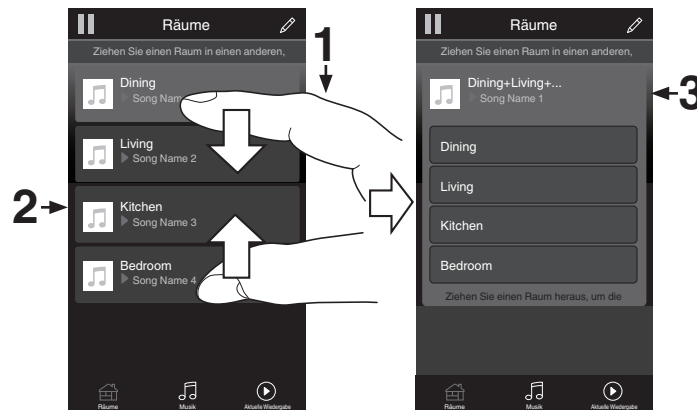 Räume
Ziehen Sie einen Raum in einen anderen,
1
Dining
Song Na
Living
Song Name 2
2
Kitchen
Song Name 3
Bedroom
Song Name 4
Räume
Musik
Aktuelle Wiedergabe
Räume
Ziehen Sie einen Raum in einen anderen,
Dining+Living+...
Song Name 1
3
Dining
Living
Kitchen
Bedroom
Ziehen Sie einen Raum heraus, um die
Räume
Musik
Aktuelle Wiedergabe